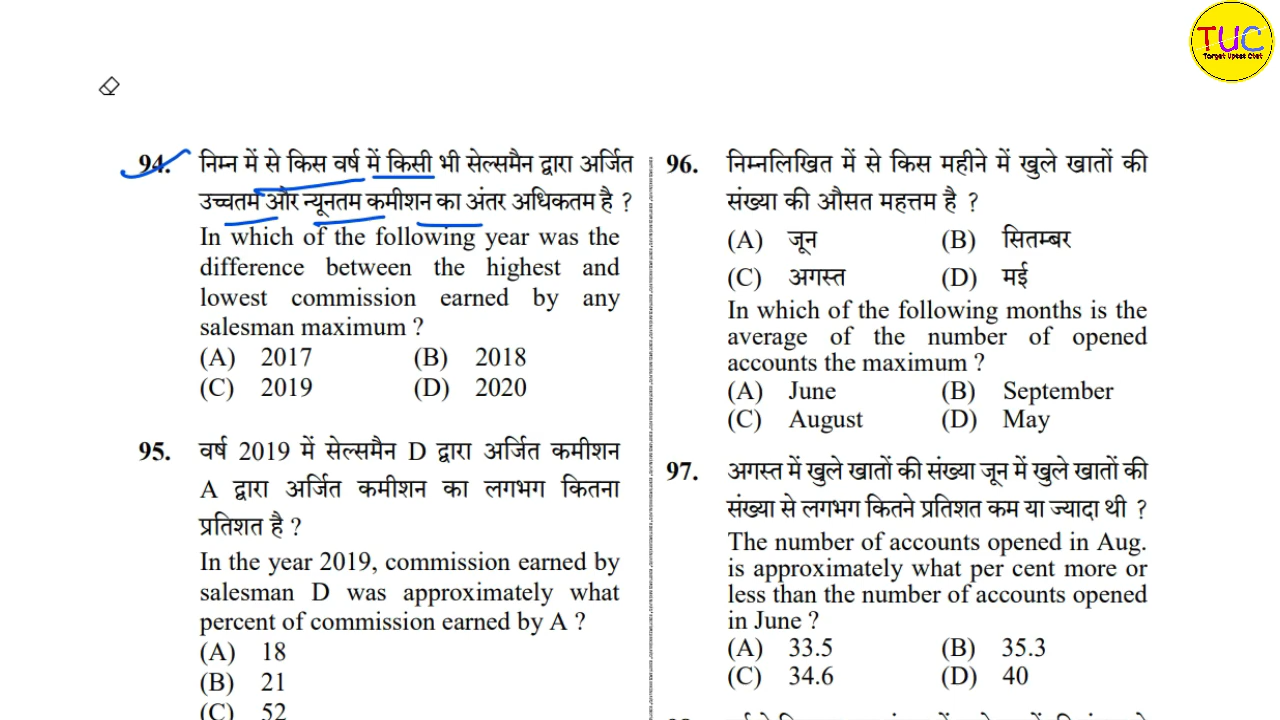 TUC
Target Upess Ctet
94. निम्न में से किस वर्ष में किसी भी सेल्समैन द्वारा अर्जित
उच्चतम और न्यूनतम कमीशन का अंतर अधिकतम है ?
In which of the following year was the
difference between the highest and
lowest commission earned by any
salesman maximum ?
(A) 2017 (B) 2018
(C) 2019 (D) 2020
95. वर्ष 2019 में सेल्समैन D द्वारा अर्जित कमीशन
A द्वारा अर्जित कमीशन का लगभग कितना
प्रतिशत है ?
In the year 2019, commission earned by
salesman D was approximately what
percent of commission earned by A ?
(A) 18
(B) 21
(C) 52
96. निम्नलिखित में से किस महीने में खुले खातों की
संख्या की औसत महत्तम है ?
(A) जून (B) सितम्बर
(C) अगस्त (D) मई
In which of the following months is the
average of the number of opened
accounts the maximum ?
(A) June (B) September
(C) August (D) May
97. अगस्त में खुले खातों की संख्या जून में खुले खातों की
संख्या से लगभग कितने प्रतिशत कम या ज्यादा थी ?
The number of accounts opened in Aug.
is approximately what per cent more or
less than the number of accounts opened
in June ?
(A) 33.5 (B) 35.3
(C) 34.6 (D) 40